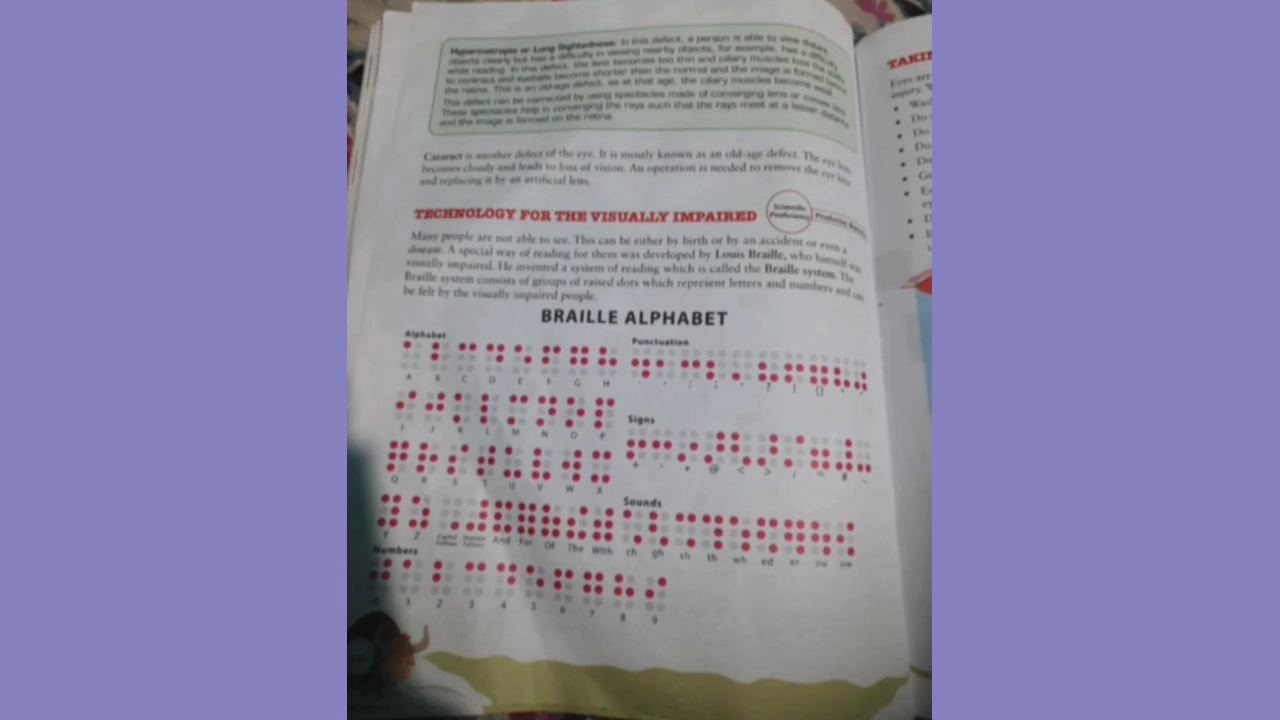 Hypermetropia or Long Sightedness: In this defect, a person is able to view distant
objects clearly but has a difficulty in viewing nearby objects, for example, has a difficulty
while reading. In this defect, the lens becomes too thin and ciliary muscles lose the ability
to contract and eyeballs become shorter than the normal and the image is formed behind
the retina. This is an old-age defect, as at that age, the ciliary muscles become weak
This defect can be corrected by using spectacles made of converging lens or convex lens
These spectacles help in converging the rays such that the rays meet at a lesser distance
and the image is formed on the retina.
Cataract is another defect of the eye. It is mostly known as an old-age defect. The eye lens
becomes cloudy and leads to loss of vision. An operation is needed to remove the eye lens
and replacing it by an artificial lens.
TECHNOLOGY FOR THE VISUALLY IMPAIRED
Scientific
Proficiency
Many people are not able to see. This can be either by birth or by an accident or even a
disease. A special way of reading for them was developed by Louis Braille, who himself was
visually impaired. He invented a system of reading which is called the Braille system. The
Braille system consists of groups of raised dots which represent letters and numbers and can
be felt by the visually impaired people.
BRAILLE ALPHABET
Alphabet
A B C D E F G H
I J K L M N O P
Q R S T U V W X
Y Z Capital Follows Number Follows And For Of The With
Numbers
1 2 3 4 5 6 7 8 9
Punctuation
? ! ()
Signs
+ - * @ < > / = #
Sounds
ch gh sh th wh ed er ou ow
TAKI
Eyes are
injury.